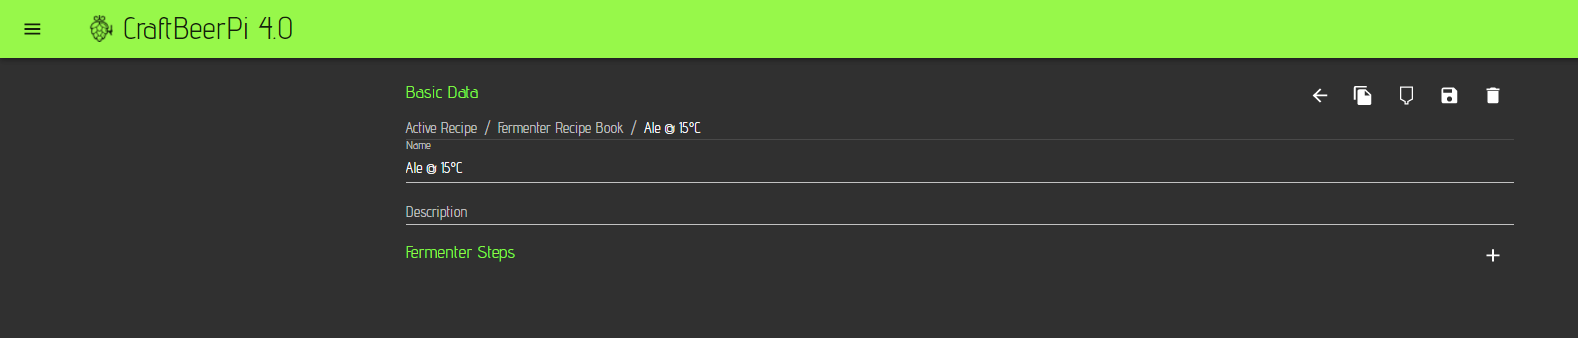 CraftBeerPi 4.0
Basic Data
Active Recipe / Fermenter Recipe Book / Ale @ 15°C
Name
Ale @ 15°C
Description
Fermenter Steps